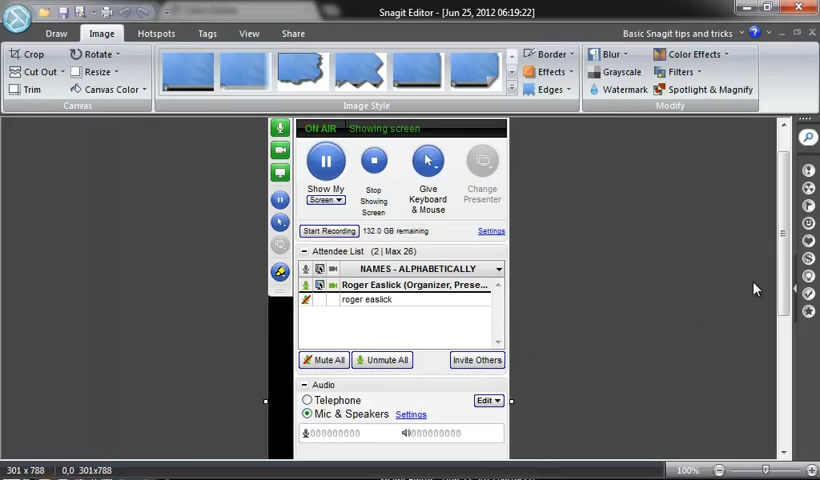 Snagit Editor - [Jun 25, 2012 06:19:22]
Draw Image Hotspots Tags View Share Basic Snagit tips and tricks
Crop Rotate Border Blur Color Effects
Cut Out Resize Effects Grayscale Filters
Trim Canvas Color Edges Watermark Spotlight & Magnify
Canvas Image Style Modify
ON AIR Showing screen
Show My Stop Give Change
Screen Showing Keyboard Presenter
Screen & Mouse
Start Recording 132.0 GB remaining Settings
Attendee List (2 | Max 26)
NAMES - ALPHABETICALLY
Roger Easlick (Organizer, Prese...
roger easlick
Mute All Unmute All Invite Others
Audio
Telephone Edit
Mic & Speakers Settings
000000000 000000000
301 x 788 0,0 301x788 100%